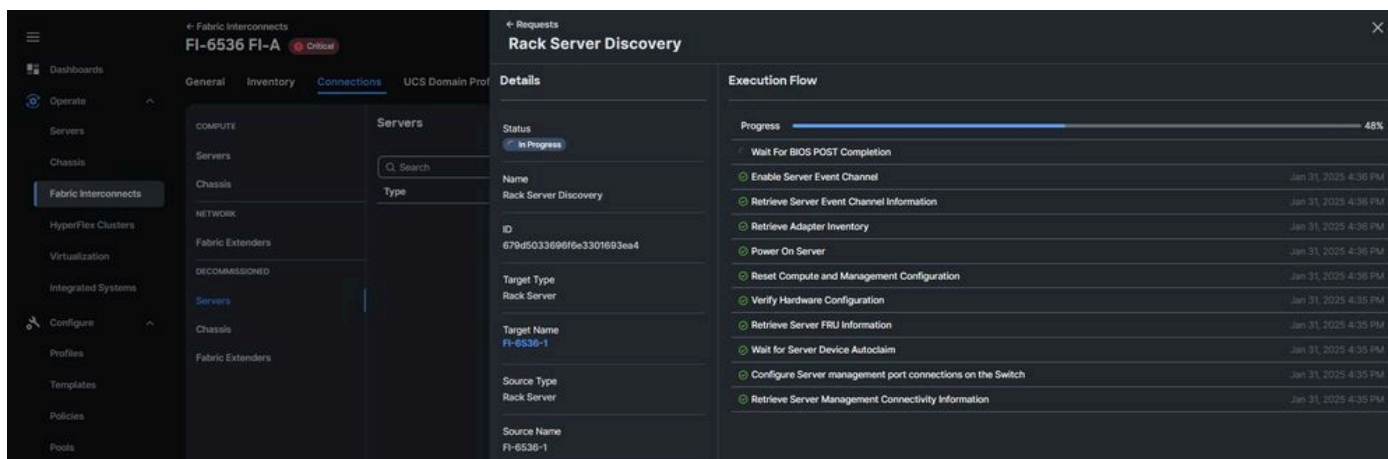 ← Fabric Interconnects
FI-6536 FI-A Critical
General Inventory Connections UCS Domain Prof
Dashboards
Operate
Servers
Chassis
Fabric Interconnects
HyperFlex Clusters
Virtualization
Integrated Systems
Configure
Profiles
Templates
Policies
Pools
COMPUTE
Servers
Chassis
NETWORK
Fabric Extenders
DECOMMISSIONED
Servers
Chassis
Fabric Extenders
Servers
Search
Type
← Requests
Rack Server Discovery
Details
Status
In Progress
Name
Rack Server Discovery
ID
679d5033696f6e3301693ea4
Target Type
Rack Server
Target Name
FI-6536-1
Source Type
Rack Server
Source Name
FI-6536-1
Execution Flow
Progress 48%
Wait For BIOS POST Completion
Enable Server Event Channel Jan 31, 2025 4:36 PM
Retrieve Server Event Channel Information Jan 31, 2025 4:36 PM
Retrieve Adapter Inventory Jan 31, 2025 4:36 PM
Power On Server Jan 31, 2025 4:36 PM
Reset Compute and Management Configuration Jan 31, 2025 4:36 PM
Verify Hardware Configuration Jan 31, 2025 4:35 PM
Retrieve Server FRU Information Jan 31, 2025 4:35 PM
Wait for Server Device Autoclaim Jan 31, 2025 4:35 PM
Configure Server management port connections on the Switch Jan 31, 2025 4:35 PM
Retrieve Server Management Connectivity Information Jan 31, 2025 4:35 PM